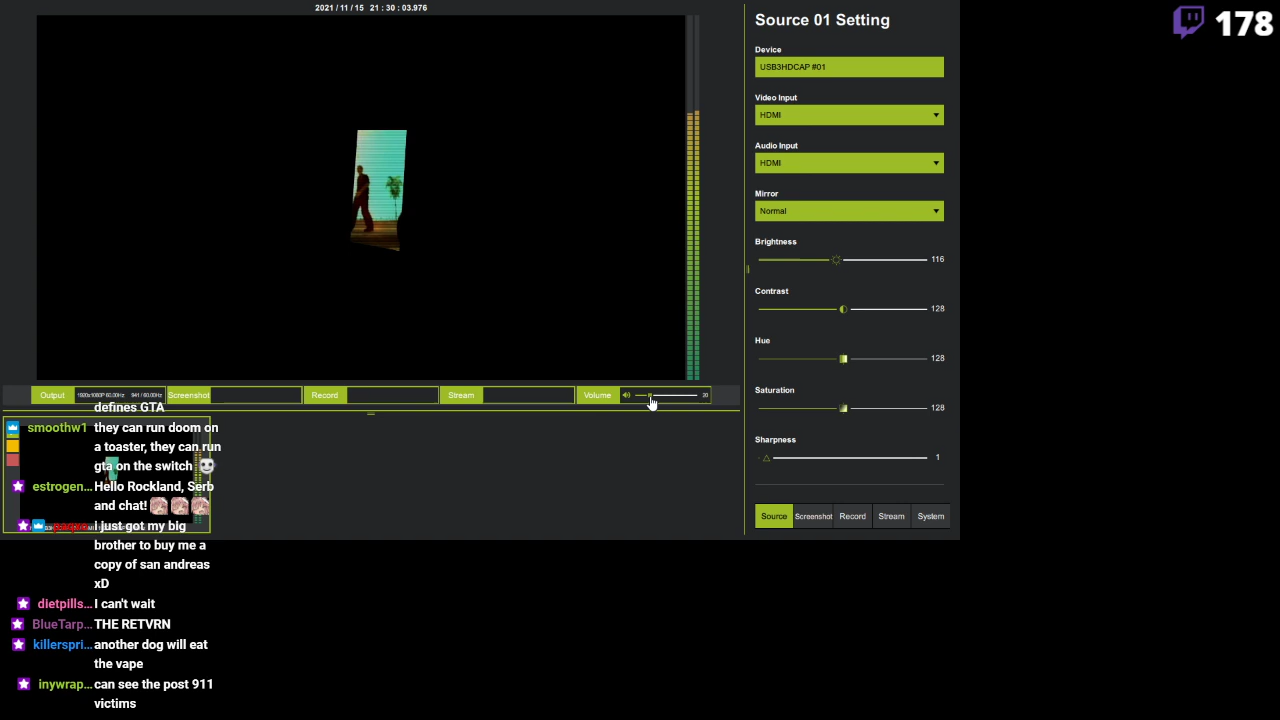 2021 / 11 / 15 21 : 30 : 03.976
178
Source 01 Setting
Device
USB3HDCAP #01
Video Input
HDMI
Audio Input
HDMI
Mirror
Normal
Brightness
116
Contrast
128
Hue
128
Saturation
128
Sharpness
1
Source Screenshot Record Stream System
Output 1920x1080P 60.00Hz Screenshot Record Stream Volume
defines GTA
smoothw1 they can run doom on
a toaster, they can run
gta on the switch
estrogen... Hello Rockland, Serb
and chat!
i just got my big
brother to buy me a
copy of san andreas
xD
dietpills... I can't wait
BlueTarp... THE RETVRN
killerspri... another dog will eat
the vape
inywrap... can see the post 911
victims